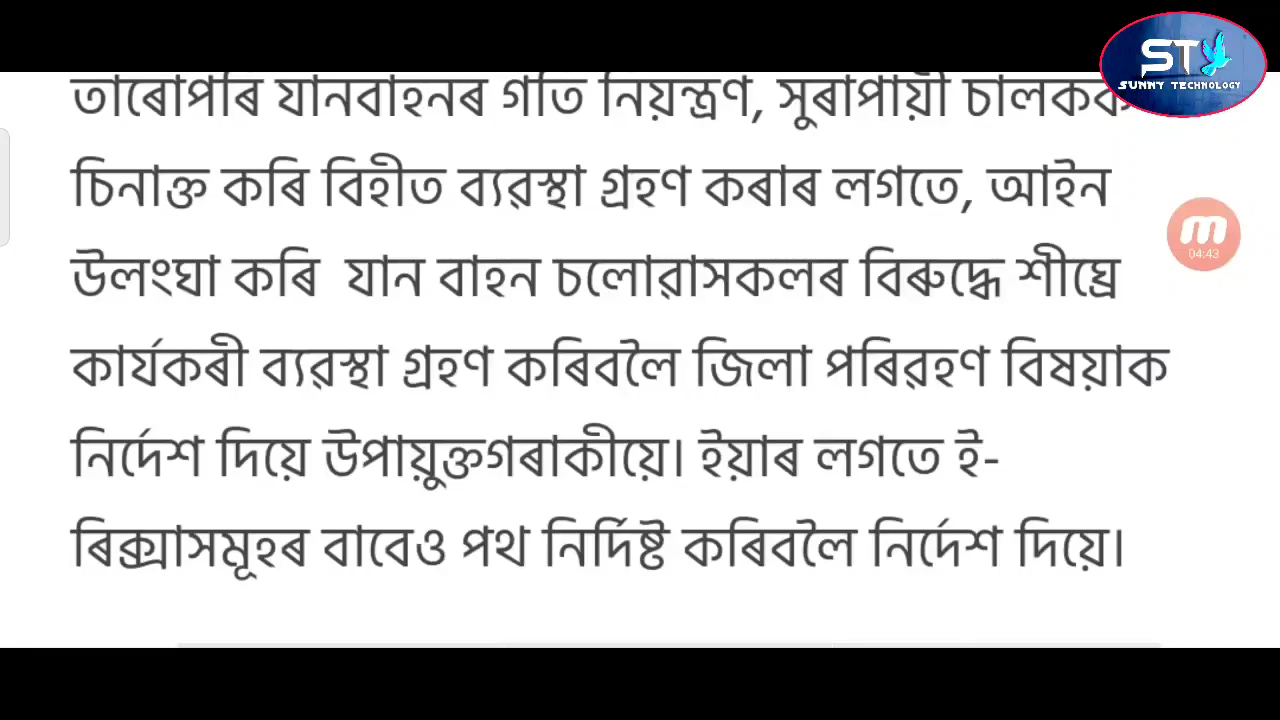 তাৰোপৰি যানবাহনৰ গতি নিয়ন্ত্ৰণ, সুৰাপায়ী চালকক
চিনাক্ত কৰি বিহীত ব্যৱস্থা গ্ৰহণ কৰাৰ লগতে, আইন
উলংঘা কৰি যান বাহন চলোৱাসকলৰ বিৰুদ্ধে শীঘ্ৰে
কাৰ্যকৰী ব্যৱস্থা গ্ৰহণ কৰিবলৈ জিলা পৰিৱহণ বিষয়াক
নিৰ্দেশ দিয়ে উপায়ুক্তগৰাকীয়ে। ইয়াৰ লগতে ই-
ৰিক্সাসমূহৰ বাবেও পথ নিৰ্দিষ্ট কৰিবলৈ নিৰ্দেশ দিয়ে।
ST
SUNNY TECHNOLOGY
04:43